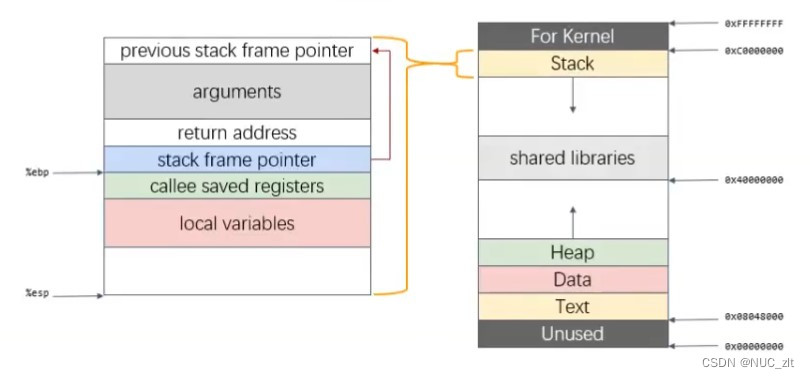 previous stack frame pointer
arguments
return address
stack frame pointer
%ebp
callee saved registers
local variables
%esp
For Kernel
0xFFFFFFFF
0xC0000000
Stack
shared libraries
0x40000000
Heap
Data
Text
0x08048000
Unused
0x00000000
CSDN @NUC_zlt